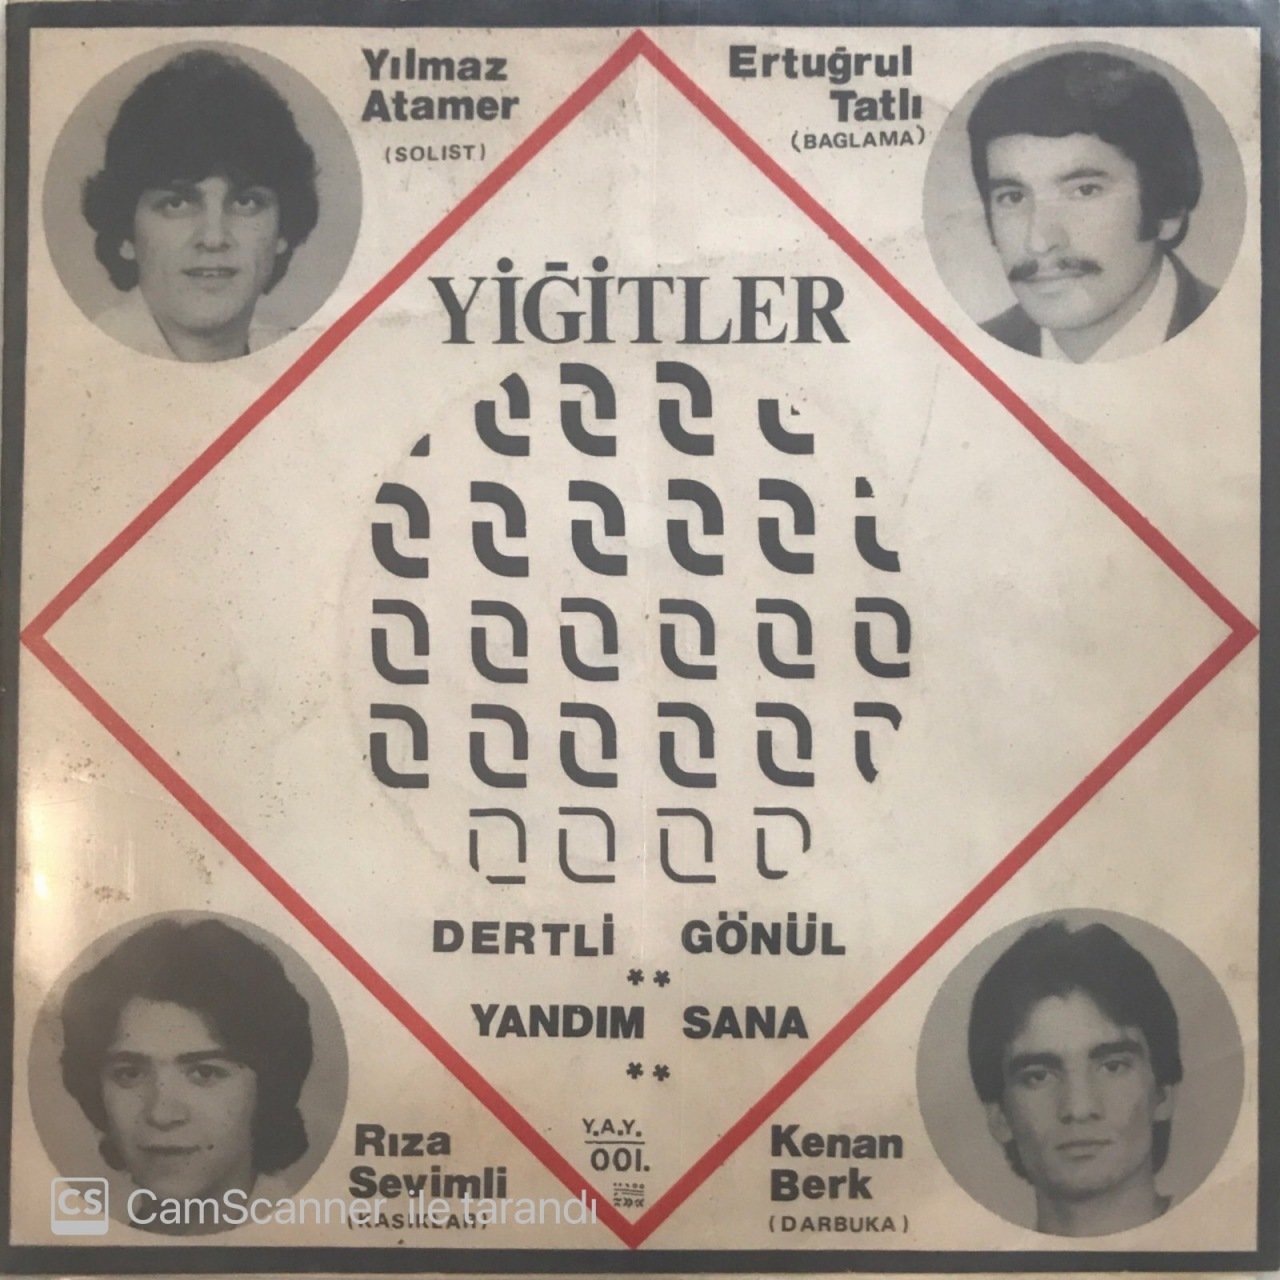 Yılmaz
Atamer
(SOLIST)
Ertuğrul
Tatlı
(BAGLAMA)
YİĞİTLER
DERTLİ GÖNÜL
**
YANDIM SANA
**
Y.A.Y.
001.
Rıza
Sevimli
(KASIKLAR)
Kenan
Berk
(DARBUKA)
CS CamScanner ile tarandı